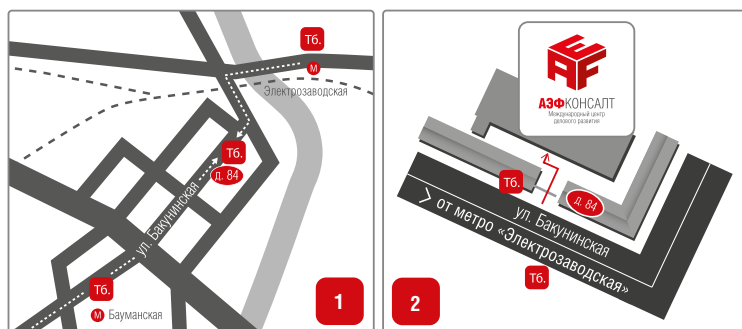 Тб.
М
Электрозаводская
Тб.
д. 84
ул. Бакунинская
Тб.
М Бауманская
1
AEF
АЭФКОНСАЛТ
Международный центр
делового развития
Тб.
д. 84
ул. Бакунинская
от метро «Электрозаводская»
Тб.
2